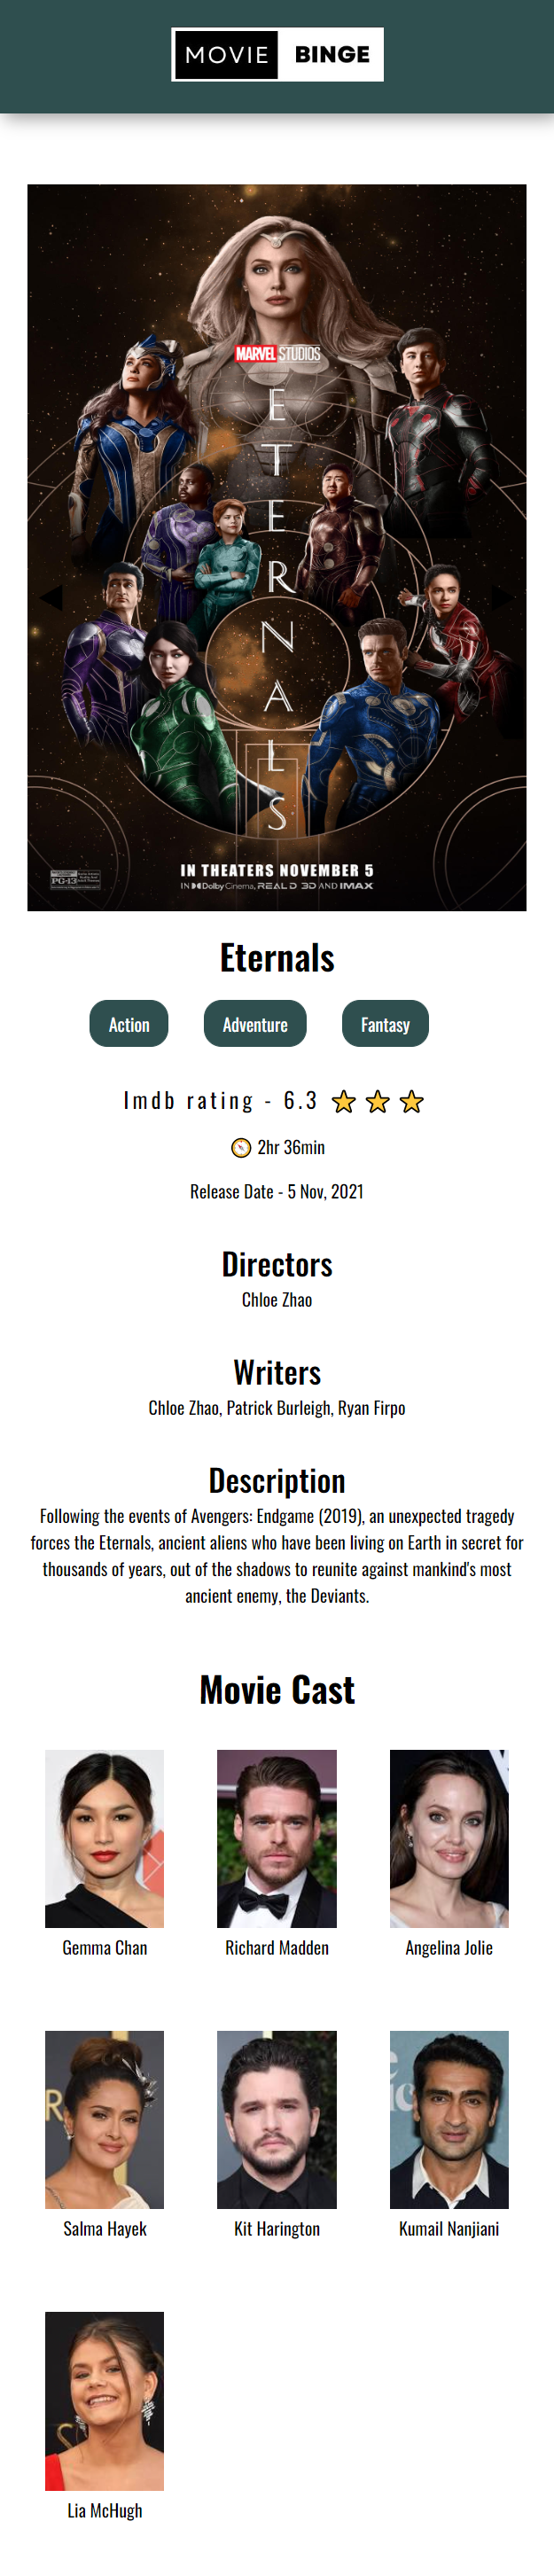 MOVIE BINGE
MARVEL STUDIOS
E
T
E
R
N
A
L
S
PG-13
IN THEATERS NOVEMBER 5
IN Dolby Cinema, REALD 3D AND IMAX
Eternals
Action Adventure Fantasy
Imdb rating - 6.3
2hr 36min
Release Date - 5 Nov, 2021
Directors
Chloe Zhao
Writers
Chloe Zhao, Patrick Burleigh, Ryan Firpo
Description
Following the events of Avengers: Endgame (2019), an unexpected tragedy
forces the Eternals, ancient aliens who have been living on Earth in secret for
thousands of years, out of the shadows to reunite against mankind's most
ancient enemy, the Deviants.
Movie Cast
Gemma Chan Richard Madden Angelina Jolie
Salma Hayek Kit Harington Kumail Nanjiani
Lia McHugh